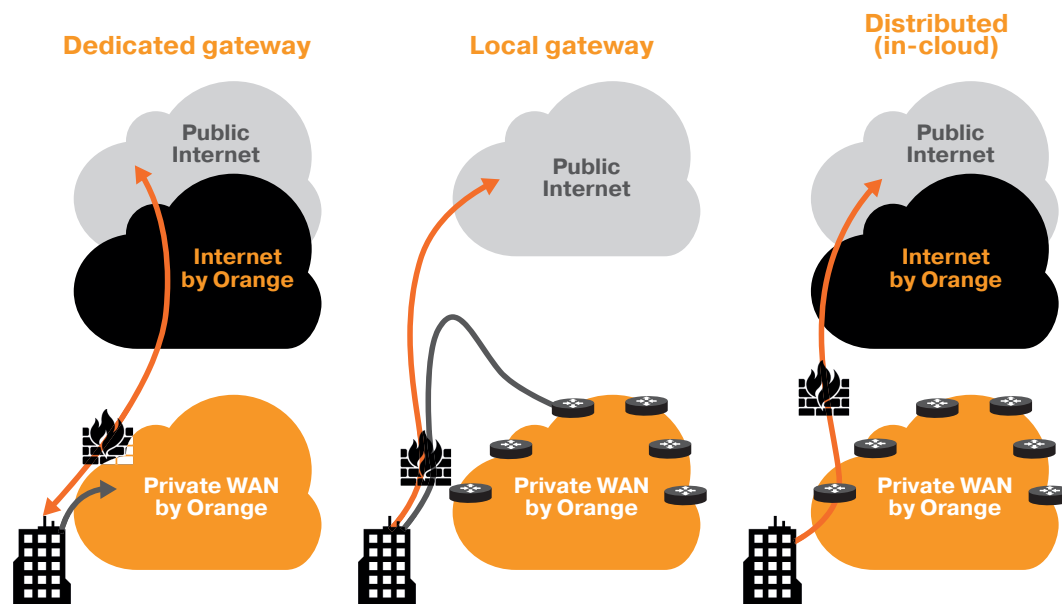 Dedicated gateway
Public
Internet
Internet
by Orange
Private WAN
by Orange
Local gateway
Public
Internet
Private WAN
by Orange
Distributed
(in-cloud)
Public
Internet
Internet
by Orange
Private WAN
by Orange